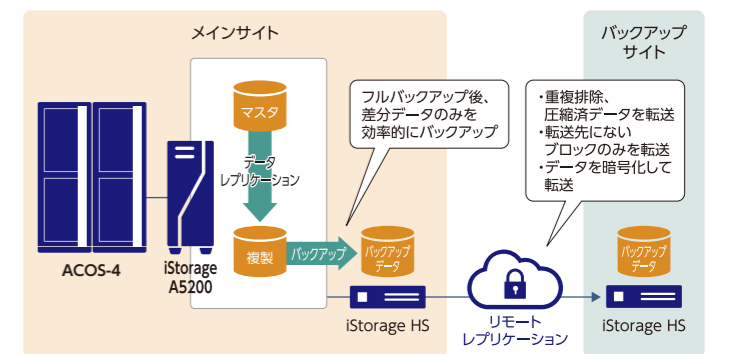 メインサイト
バックアップ
サイト
マスタ
データ
レプリケーション
複製
バックアップ
フルバックアップ後、
差分データのみを
効率的にバックアップ
・重複排除、
圧縮済データを転送
・転送先にない
ブロックのみを転送
・データを暗号化して
転送
バックアップ
データ
バックアップ
データ
ACOS-4
iStorage
A5200
iStorage HS
リモート
レプリケーション
iStorage HS